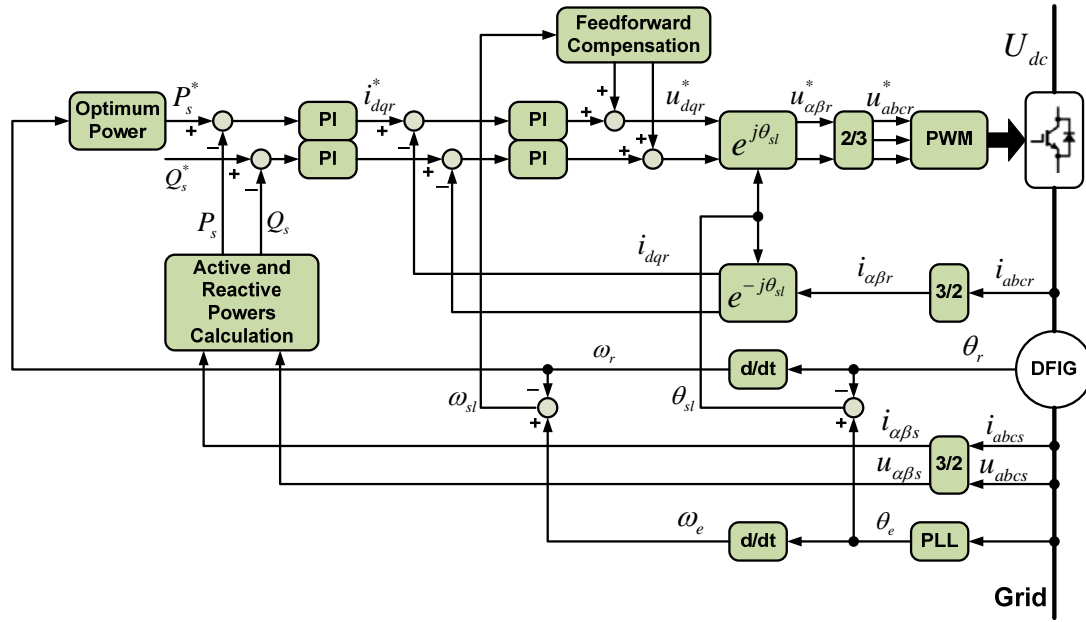 Feedforward
Compensation
U_dc
Optimum
Power
P_s^*
i_dqr^*
u_dqr^*
u_αβr^*
u_abcr^*
+
−
PI
+
−
PI
+
+
e^{jθ_sl}
2/3
PWM
Q_s^*
+
−
PI
+
−
PI
+
+
P_s
Q_s
i_dqr
Active and
Reactive
Powers
Calculation
e^{−jθ_sl}
i_αβr
3/2
i_abcr
ω_r
d/dt
θ_r
DFIG
ω_sl
−
+
θ_sl
−
+
i_αβs
3/2
i_abcs
u_αβs
u_abcs
ω_e
d/dt
θ_e
PLL
Grid